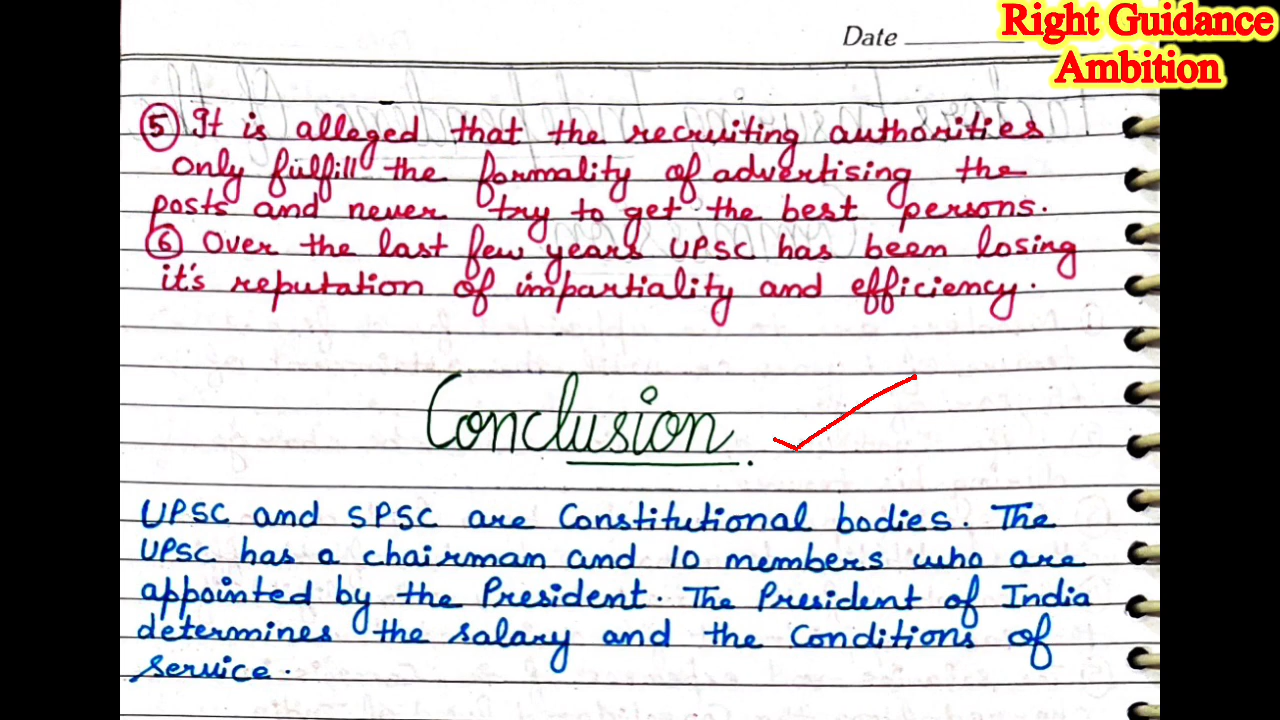 Right Guidance
Ambition
Date
⑤ It is alleged that the recruiting authorities
only fulfill the formality of advertising the
posts and never try to get the best persons.
⑥ Over the last few years UPSC has been losing
it's reputation of impartiality and efficiency.
Conclusion.
UPSC and SPSC are Constitutional bodies. The
UPSC has a chairman and 10 members who are
appointed by the President. The President of India
determines the salary and the Conditions of
Service.